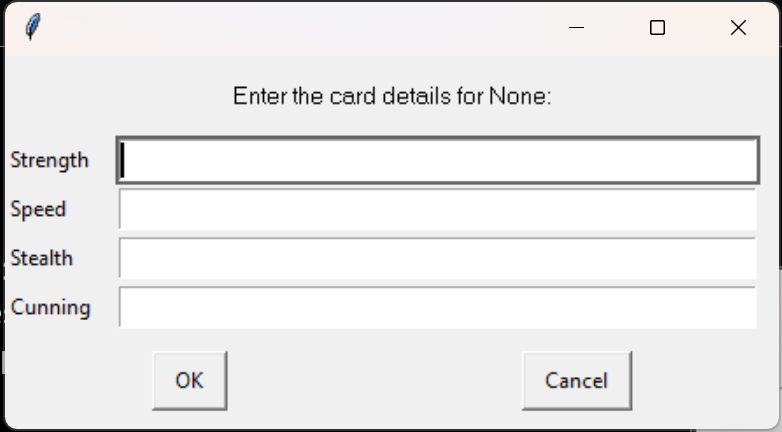 Enter the card details for None:
Strength
Speed
Stealth
Cunning
OK Cancel